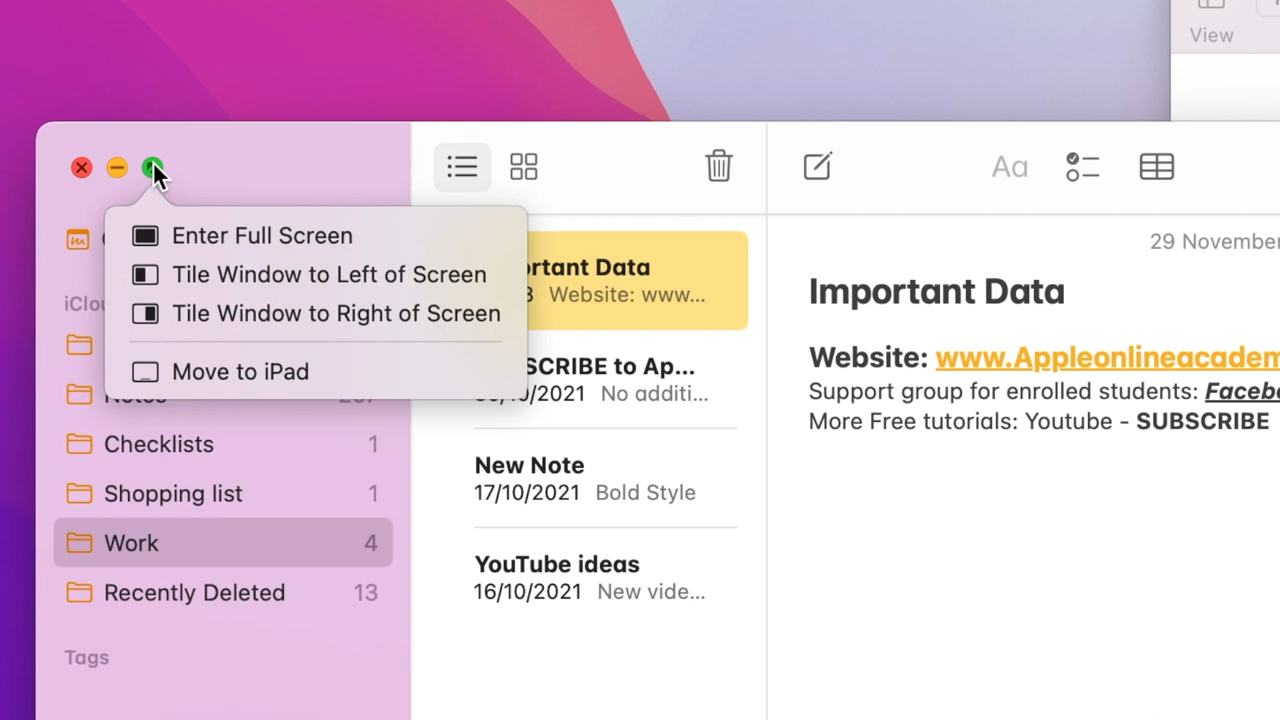 View
Enter Full Screen
Tile Window to Left of Screen
Tile Window to Right of Screen
Move to iPad
Notes
Checklists 1
Shopping list 1
Work 4
Recently Deleted 13
Tags
Data
Website: www...
to Ap...
No additi...
New Note
17/10/2021 Bold Style
YouTube ideas
16/10/2021 New vide...
Aa
29 November
Important Data
Website: www.Appleonlineacadem
Support group for enrolled students: Facebo
More Free tutorials: Youtube - SUBSCRIBE